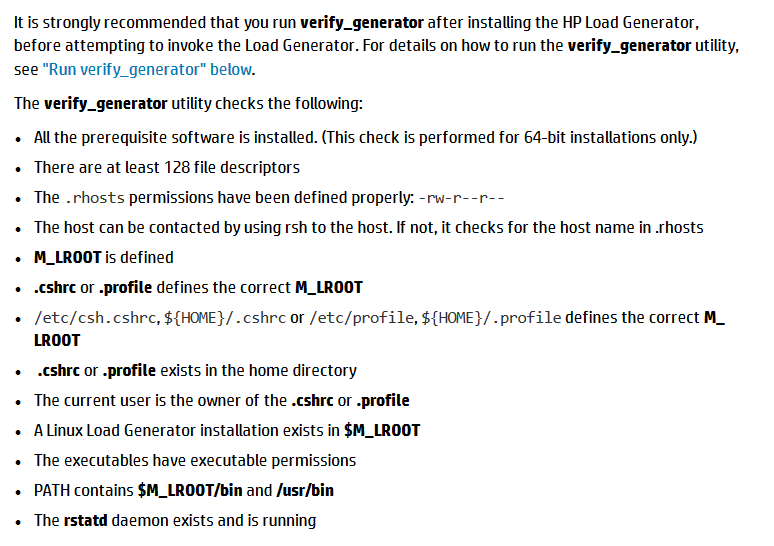 It is strongly recommended that you run verify_generator after installing the HP Load Generator,
before attempting to invoke the Load Generator. For details on how to run the verify_generator utility,
see "Run verify_generator" below.
The verify_generator utility checks the following:
• All the prerequisite software is installed. (This check is performed for 64-bit installations only.)
• There are at least 128 file descriptors
• The .rhosts permissions have been defined properly: -rw-r--r--
• The host can be contacted by using rsh to the host. If not, it checks for the host name in .rhosts
• M_LROOT is defined
• .cshrc or .profile defines the correct M_LROOT
• /etc/csh.cshrc, ${HOME}/.cshrc or /etc/profile, ${HOME}/.profile defines the correct M_
LROOT
• .cshrc or .profile exists in the home directory
• The current user is the owner of the .cshrc or .profile
• A Linux Load Generator installation exists in $M_LROOT
• The executables have executable permissions
• PATH contains $M_LROOT/bin and /usr/bin
• The rstatd daemon exists and is running